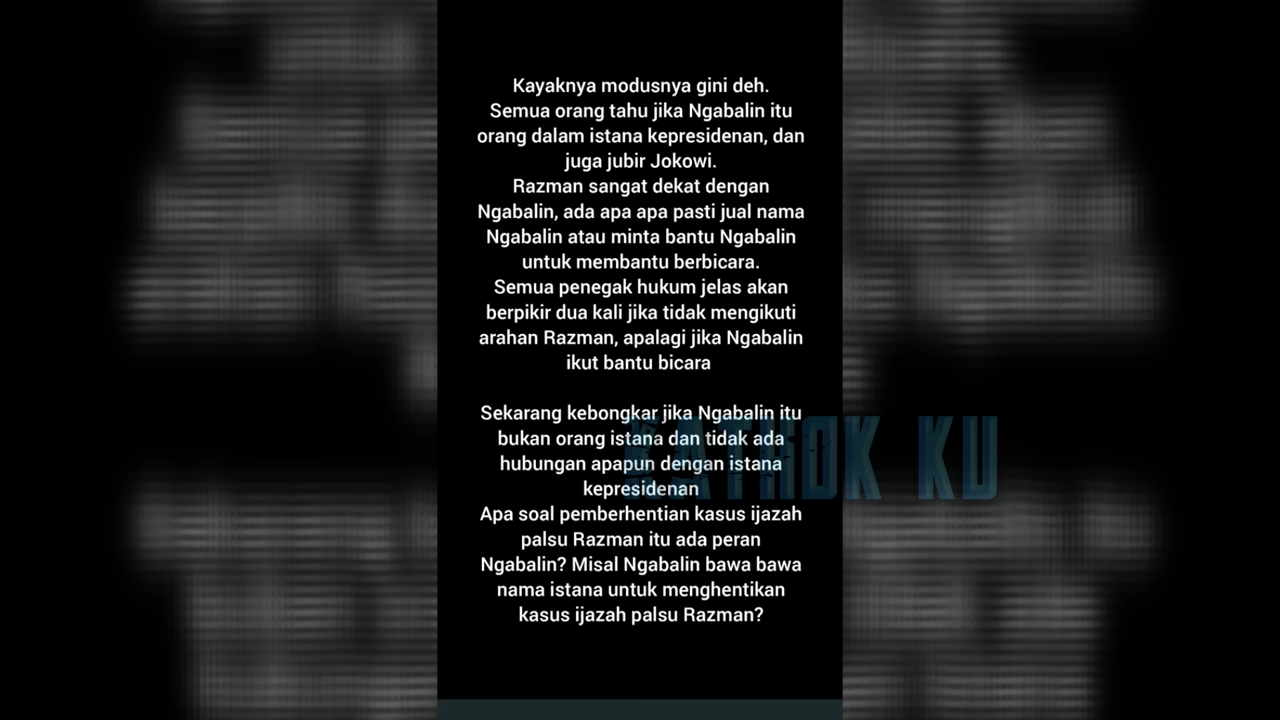 Kayaknya modusnya gini deh.
Semua orang tahu jika Ngabalin itu
orang dalam istana kepresidenan, dan
juga jubir Jokowi.
Razman sangat dekat dengan
Ngabalin, ada apa apa pasti jual nama
Ngabalin atau minta bantu Ngabalin
untuk membantu berbicara.
Semua penegak hukum jelas akan
berpikir dua kali jika tidak mengikuti
arahan Razman, apalagi jika Ngabalin
ikut bantu bicara
Sekarang kebongkar jika Ngabalin itu
bukan orang istana dan tidak ada
hubungan apapun dengan istana
kepresidenan
Apa soal pemberhentian kasus ijazah
palsu Razman itu ada peran
Ngabalin? Misal Ngabalin bawa bawa
nama istana untuk menghentikan
kasus ijazah palsu Razman?
KATHOK KU